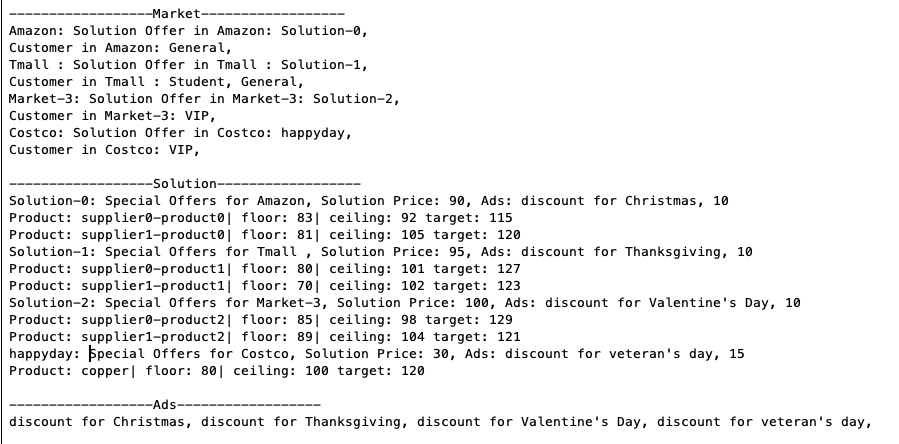 ------------------Market------------------
Amazon: Solution Offer in Amazon: Solution-0,
Customer in Amazon: General,
Tmall : Solution Offer in Tmall : Solution-1,
Customer in Tmall : Student, General,
Market-3: Solution Offer in Market-3: Solution-2,
Customer in Market-3: VIP,
Costco: Solution Offer in Costco: happyday,
Customer in Costco: VIP,
------------------Solution------------------
Solution-0: Special Offers for Amazon, Solution Price: 90, Ads: discount for Christmas, 10
Product: supplier0-product0| floor: 83| ceiling: 92 target: 115
Product: supplier1-product0| floor: 81| ceiling: 105 target: 120
Solution-1: Special Offers for Tmall , Solution Price: 95, Ads: discount for Thanksgiving, 10
Product: supplier0-product1| floor: 80| ceiling: 101 target: 127
Product: supplier1-product1| floor: 70| ceiling: 102 target: 123
Solution-2: Special Offers for Market-3, Solution Price: 100, Ads: discount for Valentine's Day, 10
Product: supplier0-product2| floor: 85| ceiling: 98 target: 129
Product: supplier1-product2| floor: 89| ceiling: 104 target: 121
happyday: Special Offers for Costco, Solution Price: 30, Ads: discount for veteran's day, 15
Product: copper| floor: 80| ceiling: 100 target: 120
------------------Ads------------------
discount for Christmas, discount for Thanksgiving, discount for Valentine's Day, discount for veteran's day,